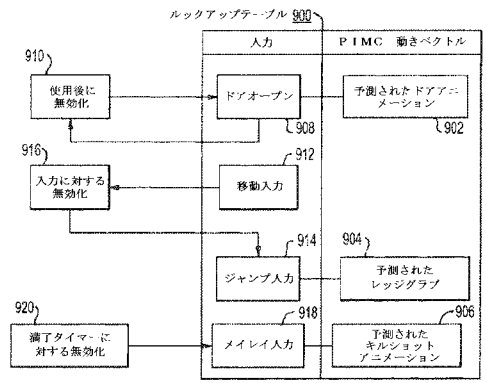 ルックアップテーブル 900
入力
PIMC 動きベクトル
910
使用後に
無効化
ドアオープン
908
予測されたドアアニ
メーション
902
916
入力に対する
無効化
912
移動入力
914
ジャンプ入力
904
予測された
レッジグラブ
920
満了タイマーに
対する無効化
918
メイレイ入力
906
予測された
キルショット
アニメーション